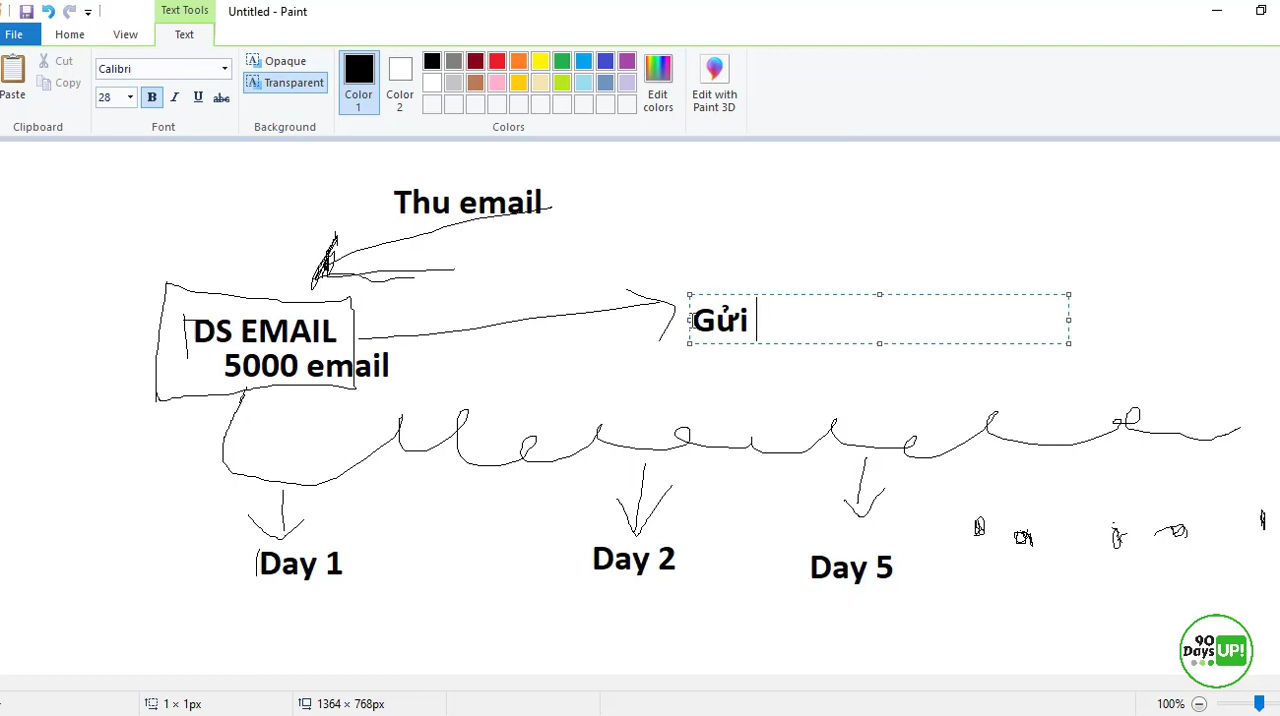 Text Tools
Untitled - Paint
File
Home
View
Text
Paste
Cut
Copy
Clipboard
Calibri
28
B
I
U
abc
Font
Opaque
Transparent
Background
Color
1
Color
2
Edit
colors
Edit with
Paint 3D
Colors
Thu email
DS EMAIL
5000 email
Gửi
Day 1
Day 2
Day 5
90
Days
UP!
1 × 1px
1364 × 768px
100%